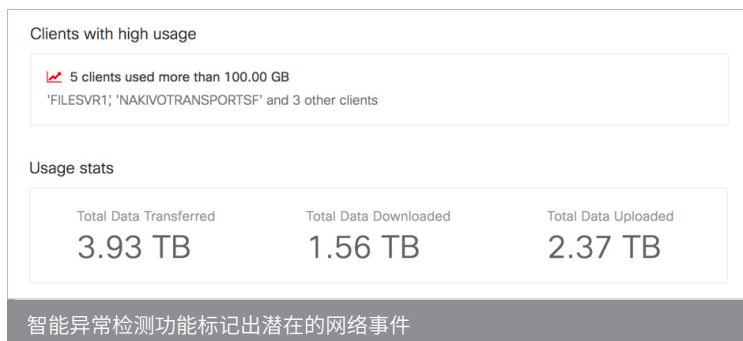 Clients with high usage
5 clients used more than 100.00 GB
'FILESVR1', 'NAKIVOTRANSPORTSF' and 3 other clients
Usage stats
Total Data Transferred Total Data Downloaded Total Data Uploaded
3.93 TB 1.56 TB 2.37 TB
智能异常检测功能标记出潜在的网络事件